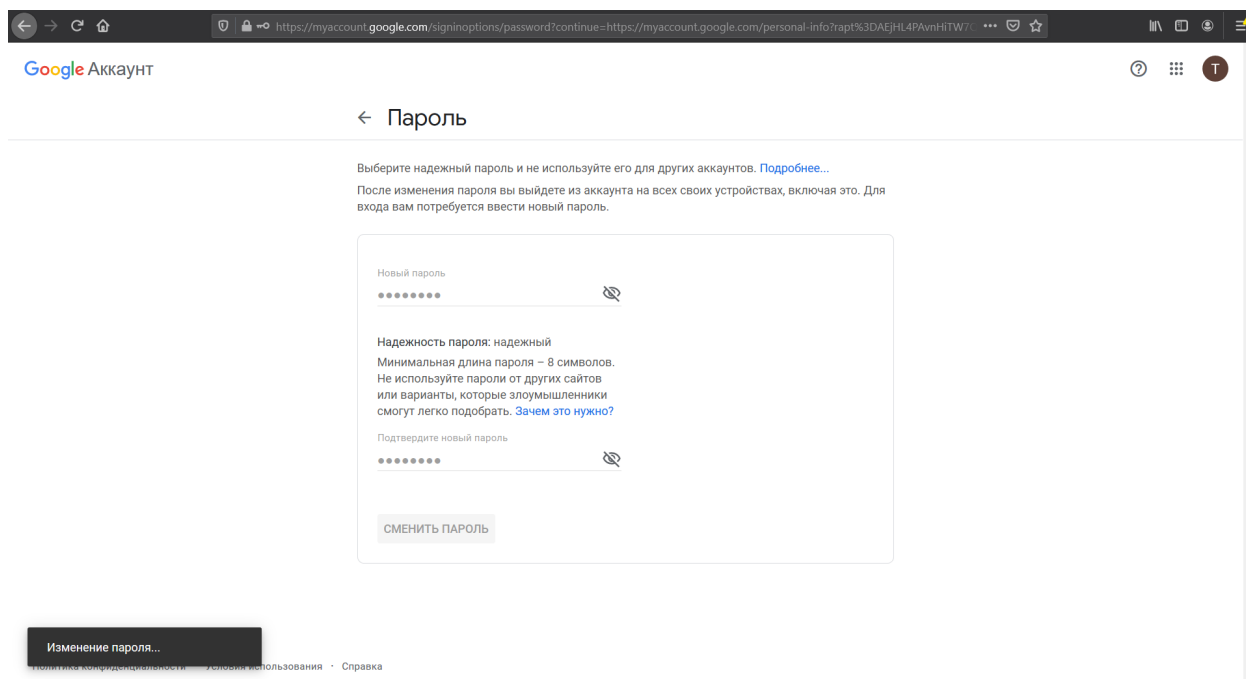 https://myaccount.google.com/signinoptions/password?continue=https://myaccount.google.com/personal-info?rapt%3DAEjHL4PAvnHiTW7
Google Аккаунт
T
Пароль
Выберите надежный пароль и не используйте его для других аккаунтов. Подробнее...
После изменения пароля вы выйдете из аккаунта на всех своих устройствах, включая это. Для
входа вам потребуется ввести новый пароль.
Новый пароль
Надежность пароля: надежный
Минимальная длина пароля – 8 символов.
Не используйте пароли от других сайтов
или варианты, которые злоумышленники
смогут легко подобрать. Зачем это нужно?
Подтвердите новый пароль
СМЕНИТЬ ПАРОЛЬ
Изменение пароля...
Политика конфиденциальности Условия использования · Справка